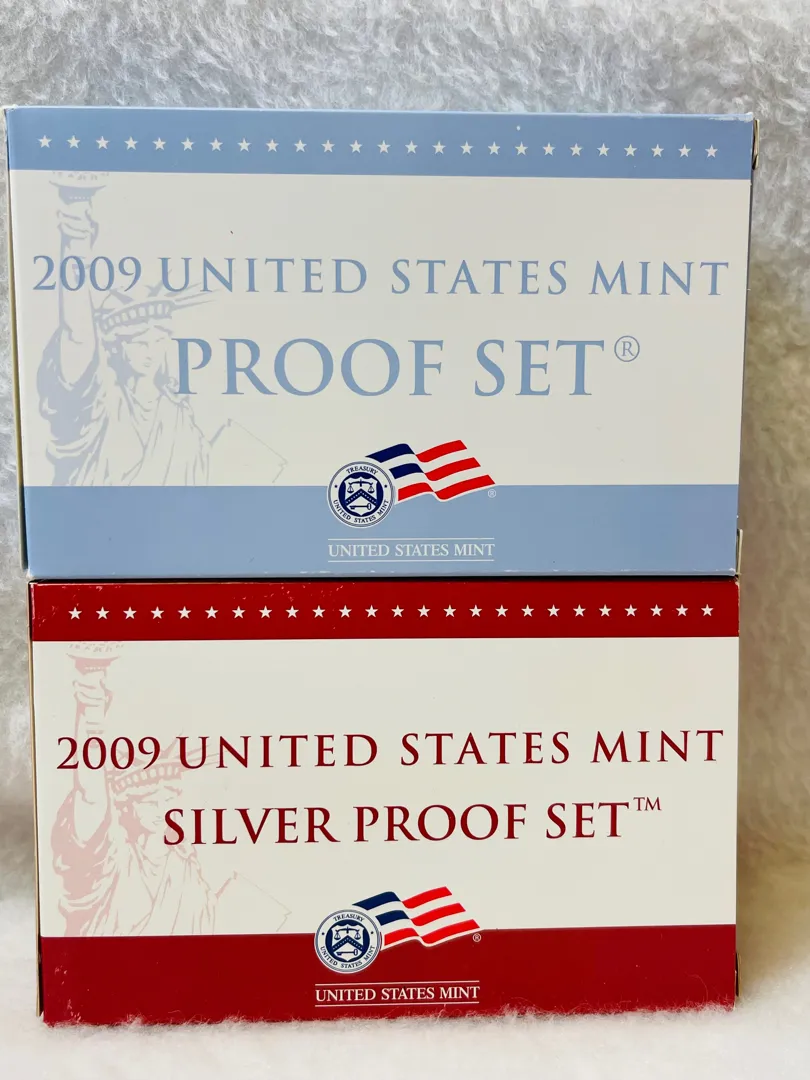 2009 UNITED STATES MINT
PROOF SET®
TREASURY
UNITED STATES MINT
®
UNITED STATES MINT
2009 UNITED STATES MINT
SILVER PROOF SET™
TREASURY
UNITED STATES MINT
®
UNITED STATES MINT